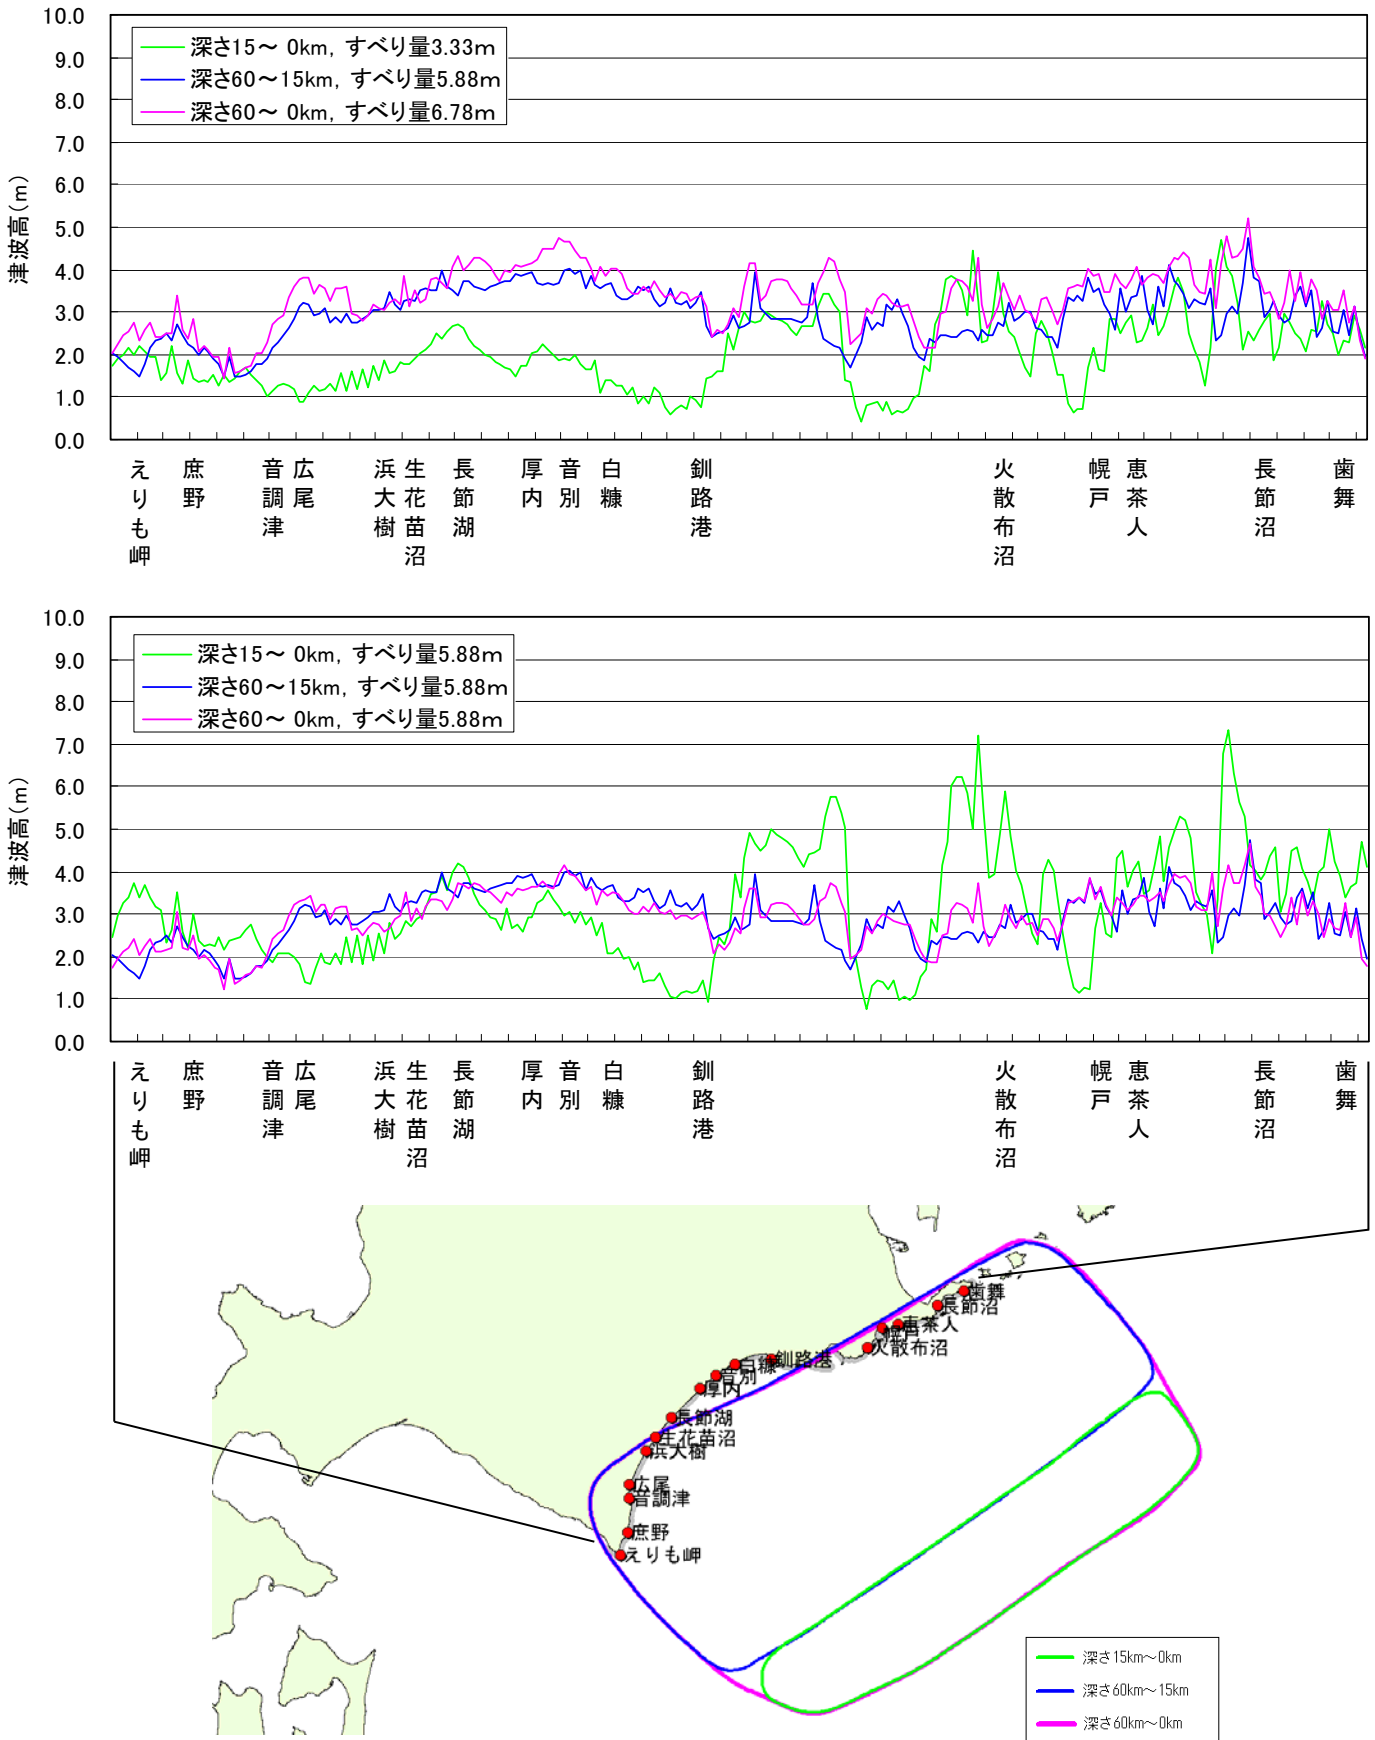 10.0
9.0
8.0
7.0
6.0
5.0
4.0
3.0
2.0
1.0
0.0
津波高(m)
深さ15～ 0km, すべり量3.33m
深さ60～15km, すべり量5.88m
深さ60～ 0km, すべり量6.78m
えりも岬
庶野
音調津
広尾
浜大樹
生花苗沼
長節湖
厚内
音別
白糠
釧路港
火散布沼
幌戸
恵茶人
長節沼
歯舞
10.0
9.0
8.0
7.0
6.0
5.0
4.0
3.0
2.0
1.0
0.0
津波高(m)
深さ15～ 0km, すべり量5.88m
深さ60～15km, すべり量5.88m
深さ60～ 0km, すべり量5.88m
えりも岬
庶野
音調津
広尾
浜大樹
生花苗沼
長節湖
厚内
音別
白糠
釧路港
火散布沼
幌戸
恵茶人
長節沼
歯舞
歯舞
長節沼
恵茶人
幌戸
火散布沼
釧路港
白糠
音別
厚内
長節湖
生花苗沼
浜大樹
広尾
音調津
庶野
えりも岬
深さ15km～0km
深さ60km～15km
深さ60km～0km